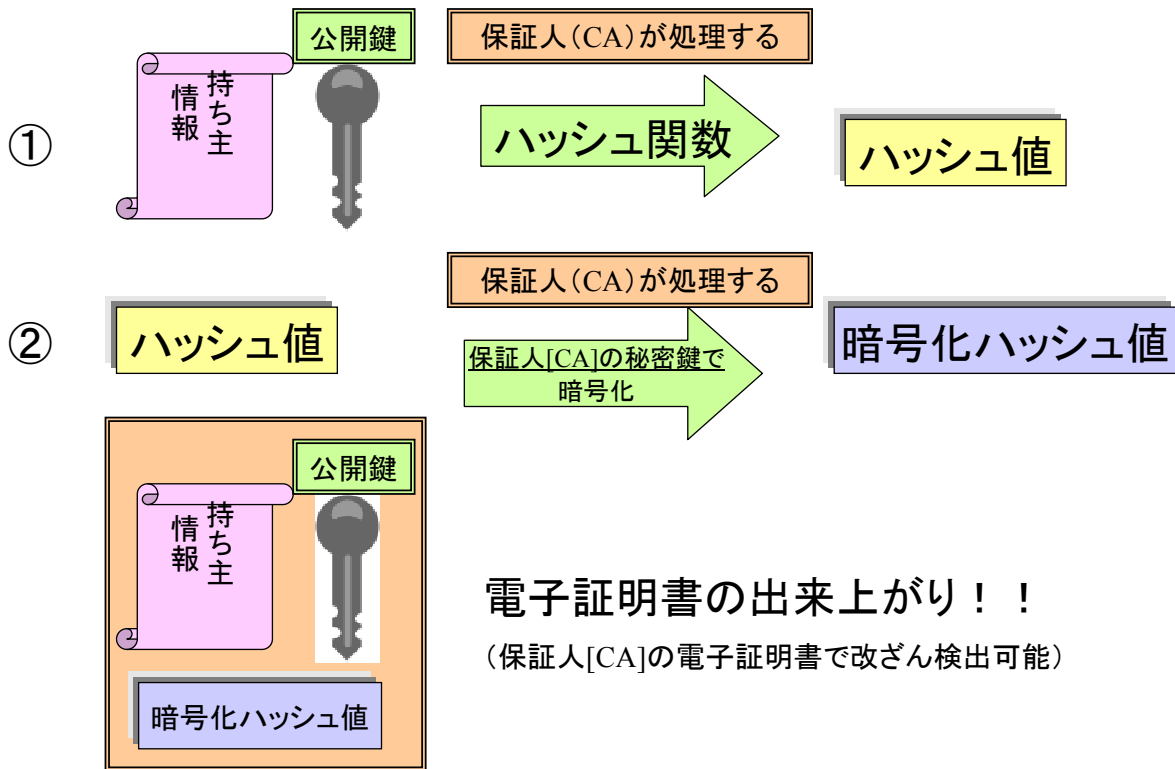 公開鍵
保証人(CA)が処理する
①
持ち主
情報
ハッシュ関数
ハッシュ値
保証人(CA)が処理する
②
ハッシュ値
保証人[CA]の秘密鍵で
暗号化
暗号化ハッシュ値
公開鍵
持ち主
情報
暗号化ハッシュ値
電子証明書の出来上がり!!
(保証人[CA]の電子証明書で改ざん検出可能)